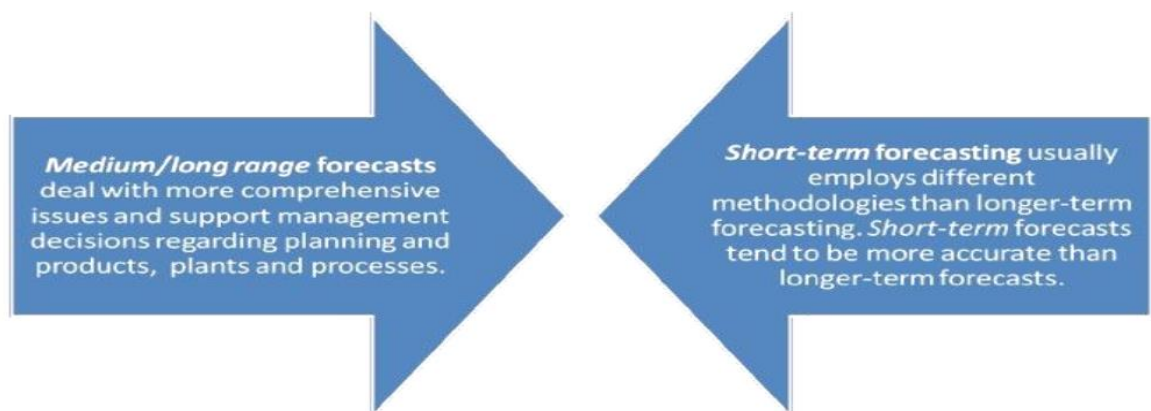 Medium/long range forecasts
deal with more comprehensive
issues and support management
decisions regarding planning and
products, plants and processes.
Short-term forecasting usually
employs different
methodologies than longer-term
forecasting. Short-term forecasts
tend to be more accurate than
longer-term forecasts.